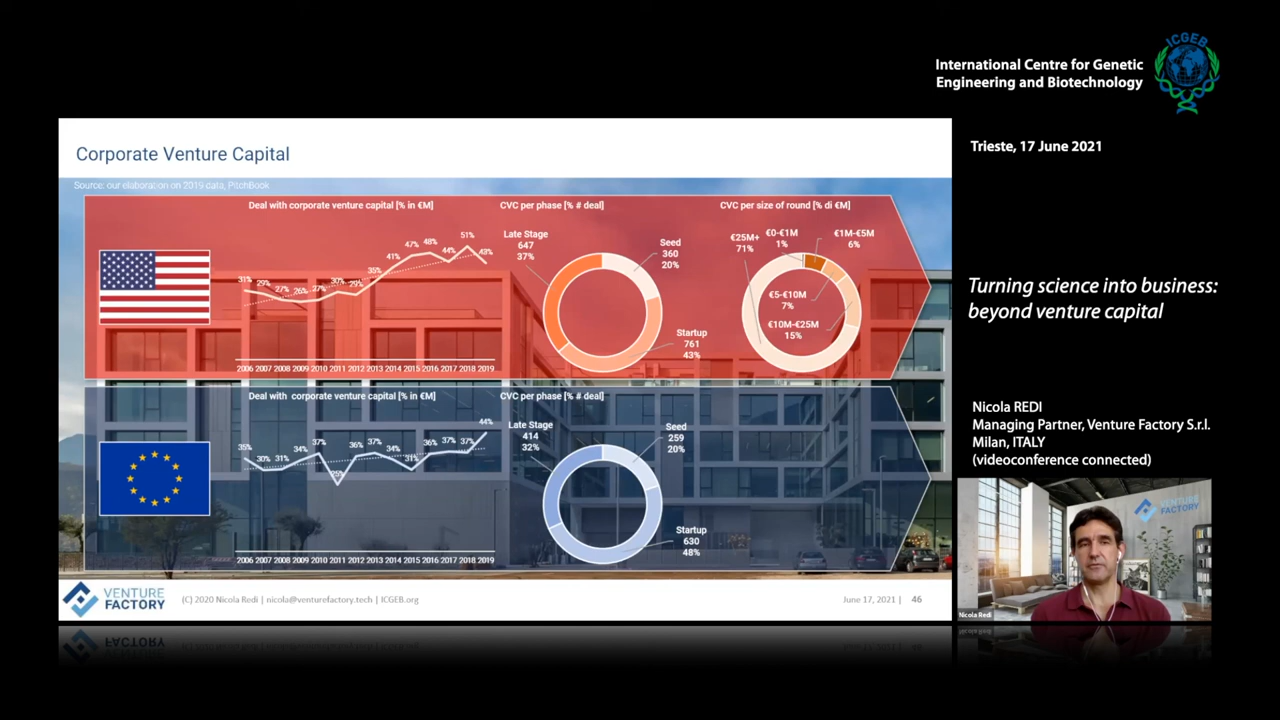 ICGEB
International Centre for Genetic
Engineering and Biotechnology
Trieste, 17 June 2021
Corporate Venture Capital
Source: our elaboration on 2019 data, PitchBook
Deal with corporate venture capital [% in €M]
31% 29% 27% 26% 27% 30% 29% 35% 41% 47% 48% 44% 51% 43%
2006 2007 2008 2009 2010 2011 2012 2013 2014 2015 2016 2017 2018 2019
CVC per phase [% # deal]
Late Stage
647
37%
Seed
360
20%
Startup
761
43%
CVC per size of round [% di €M]
€25M+
71%
€0-€1M
1%
€1M-€5M
6%
€5-€10M
7%
€10M-€25M
15%
Deal with corporate venture capital [% in €M]
35% 30% 31% 34% 37% 25% 36% 37% 34% 31% 36% 37% 37% 44%
2006 2007 2008 2009 2010 2011 2012 2013 2014 2015 2016 2017 2018 2019
CVC per phase [% # deal]
Late Stage
414
32%
Seed
259
20%
Startup
630
48%
VENTURE
FACTORY
(C) 2020 Nicola Redi | nicola@venturefactory.tech | ICGEB.org
June 17, 2021 | 46
Turning science into business:
beyond venture capital
Nicola REDI
Managing Partner, Venture Factory S.r.l.
Milan, ITALY
(videoconference connected)
VENTURE
FACTORY
Nicola Redi